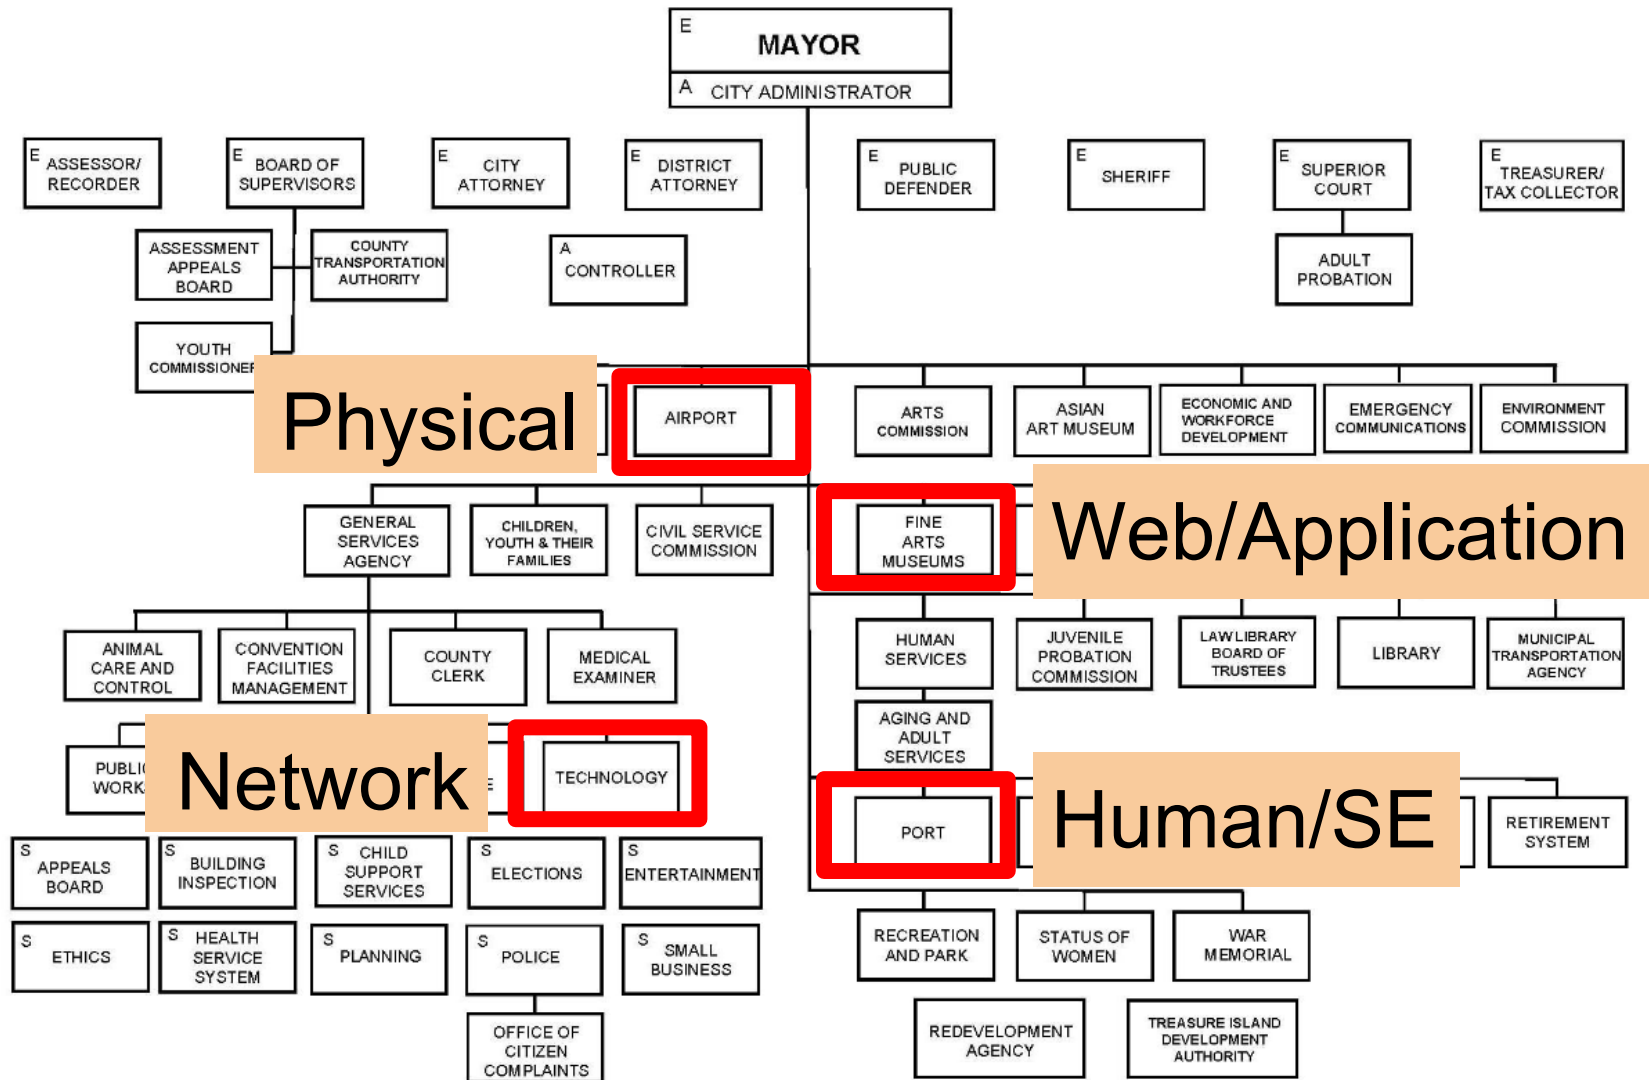 E
MAYOR
A
CITY ADMINISTRATOR
E
ASSESSOR/
RECORDER
E
BOARD OF
SUPERVISORS
E
CITY
ATTORNEY
E
DISTRICT
ATTORNEY
E
PUBLIC
DEFENDER
E
SHERIFF
E
SUPERIOR
COURT
E
TREASURER/
TAX COLLECTOR
ASSESSMENT
APPEALS
BOARD
COUNTY
TRANSPORTATION
AUTHORITY
A
CONTROLLER
ADULT
PROBATION
YOUTH
COMMISSIONER
Physical
AIRPORT
ARTS
COMMISSION
ASIAN
ART MUSEUM
ECONOMIC AND
WORKFORCE
DEVELOPMENT
EMERGENCY
COMMUNICATIONS
ENVIRONMENT
COMMISSION
GENERAL
SERVICES
AGENCY
CHILDREN,
YOUTH & THEIR
FAMILIES
CIVIL SERVICE
COMMISSION
FINE
ARTS
MUSEUMS
Web/Application
ANIMAL
CARE AND
CONTROL
CONVENTION
FACILITIES
MANAGEMENT
COUNTY
CLERK
MEDICAL
EXAMINER
HUMAN
SERVICES
JUVENILE
PROBATION
COMMISSION
LAW LIBRARY
BOARD OF
TRUSTEES
LIBRARY
MUNICIPAL
TRANSPORTATION
AGENCY
AGING AND
ADULT
SERVICES
Network
TECHNOLOGY
PORT
Human/SE
RETIREMENT
SYSTEM
S
APPEALS
BOARD
S
BUILDING
INSPECTION
S
CHILD
SUPPORT
SERVICES
S
ELECTIONS
S
ENTERTAINMENT
S
ETHICS
S
HEALTH
SERVICE
SYSTEM
S
PLANNING
S
POLICE
S
SMALL
BUSINESS
RECREATION
AND PARK
STATUS OF
WOMEN
WAR
MEMORIAL
OFFICE OF
CITIZEN
COMPLAINTS
REDEVELOPMENT
AGENCY
TREASURE ISLAND
DEVELOPMENT
AUTHORITY